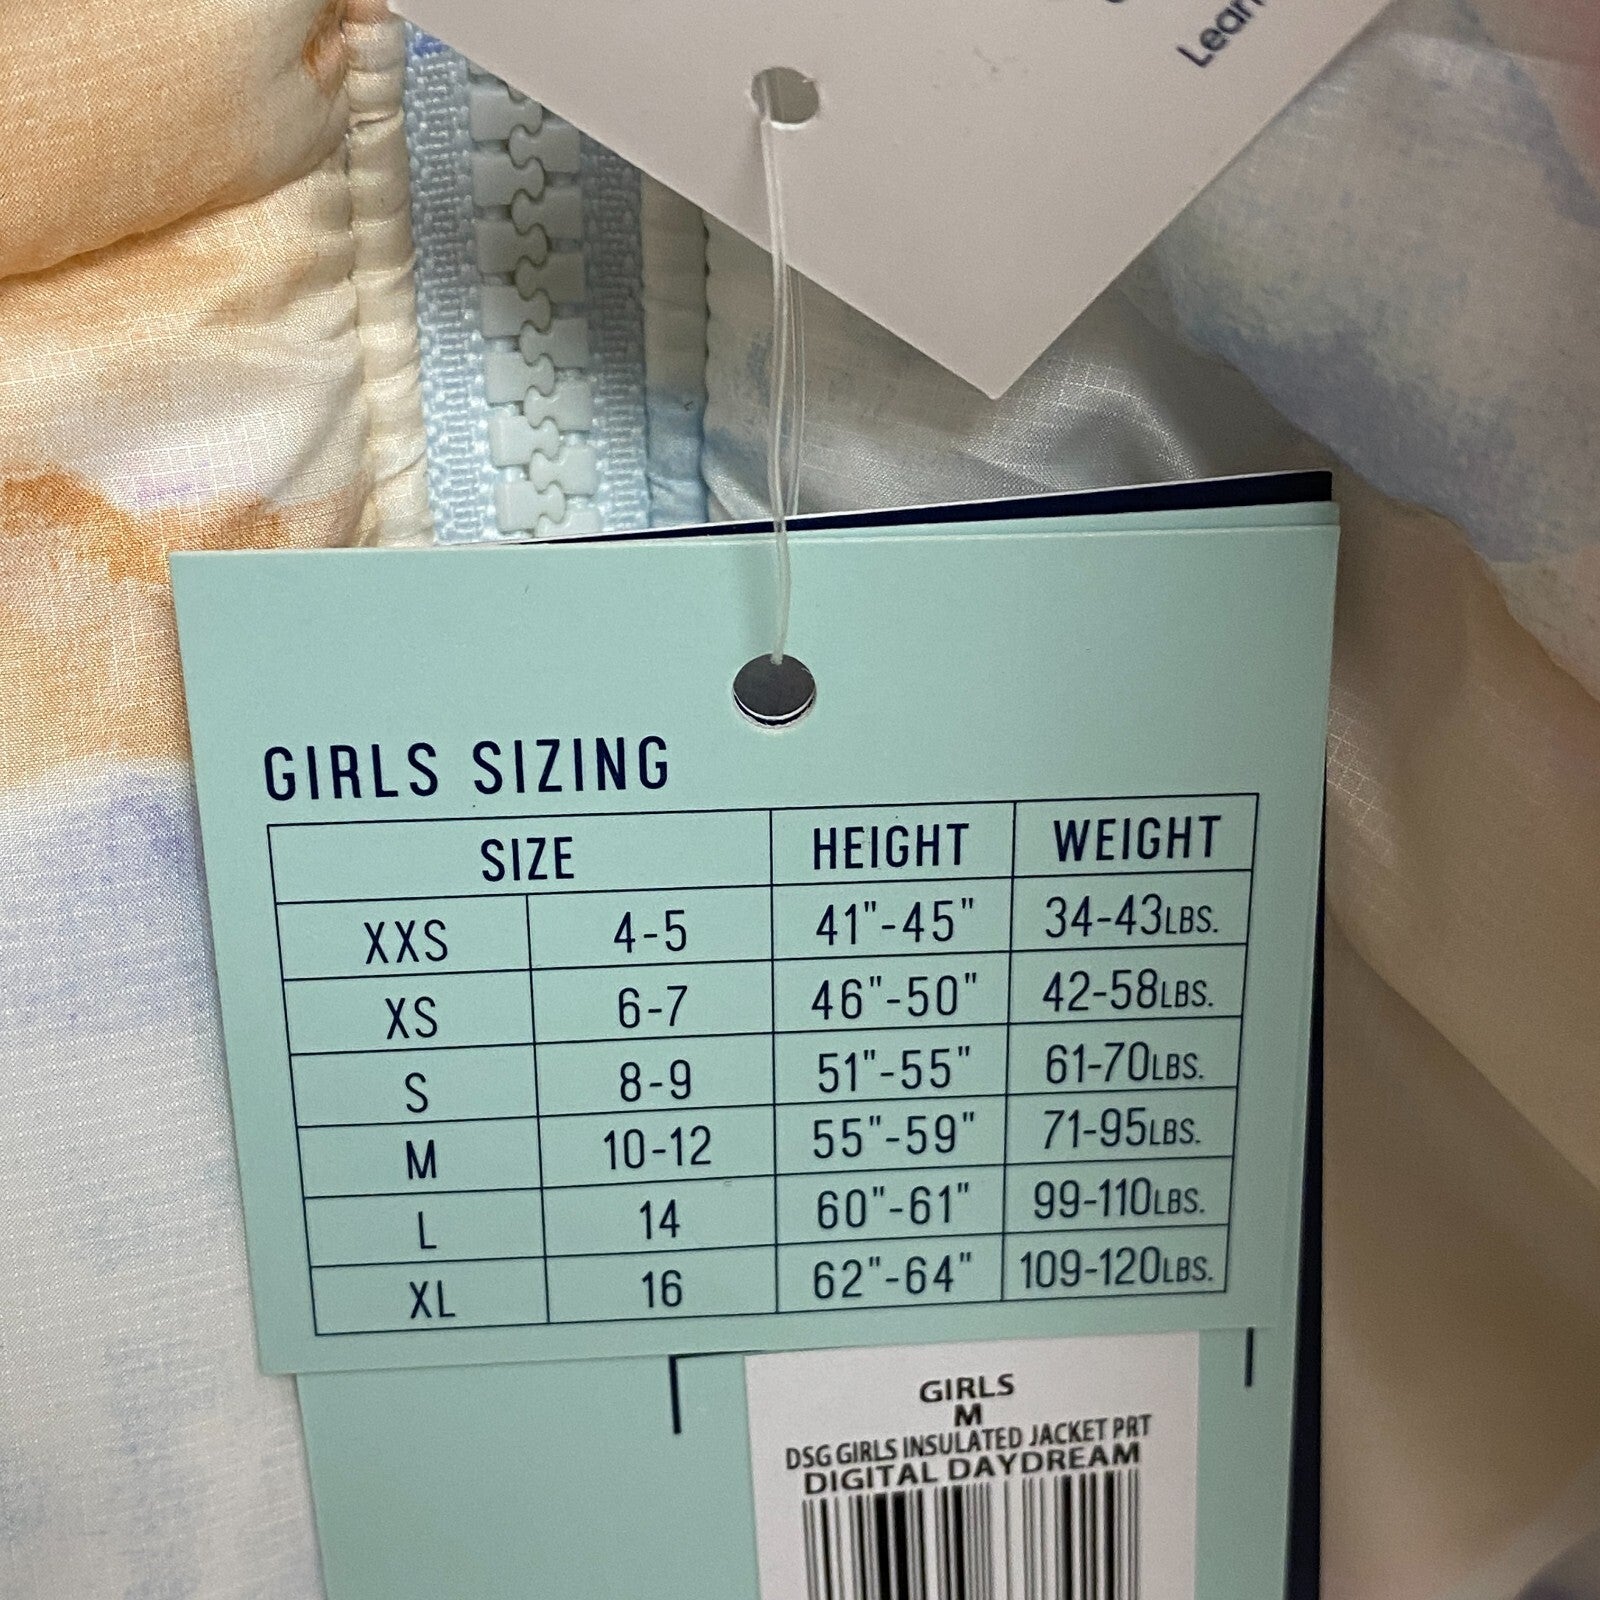 Lear
GIRLS SIZING
SIZE HEIGHT WEIGHT
XXS 4-5 41"-45" 34-43LBS.
XS 6-7 46"-50" 42-58LBS.
S 8-9 51"-55" 61-70LBS.
M 10-12 55"-59" 71-95LBS.
L 14 60"-61" 99-110LBS.
XL 16 62"-64" 109-120LBS.
GIRLS
M
DSG GIRLS INSULATED JACKET PRT
DIGITAL DAYDREAM